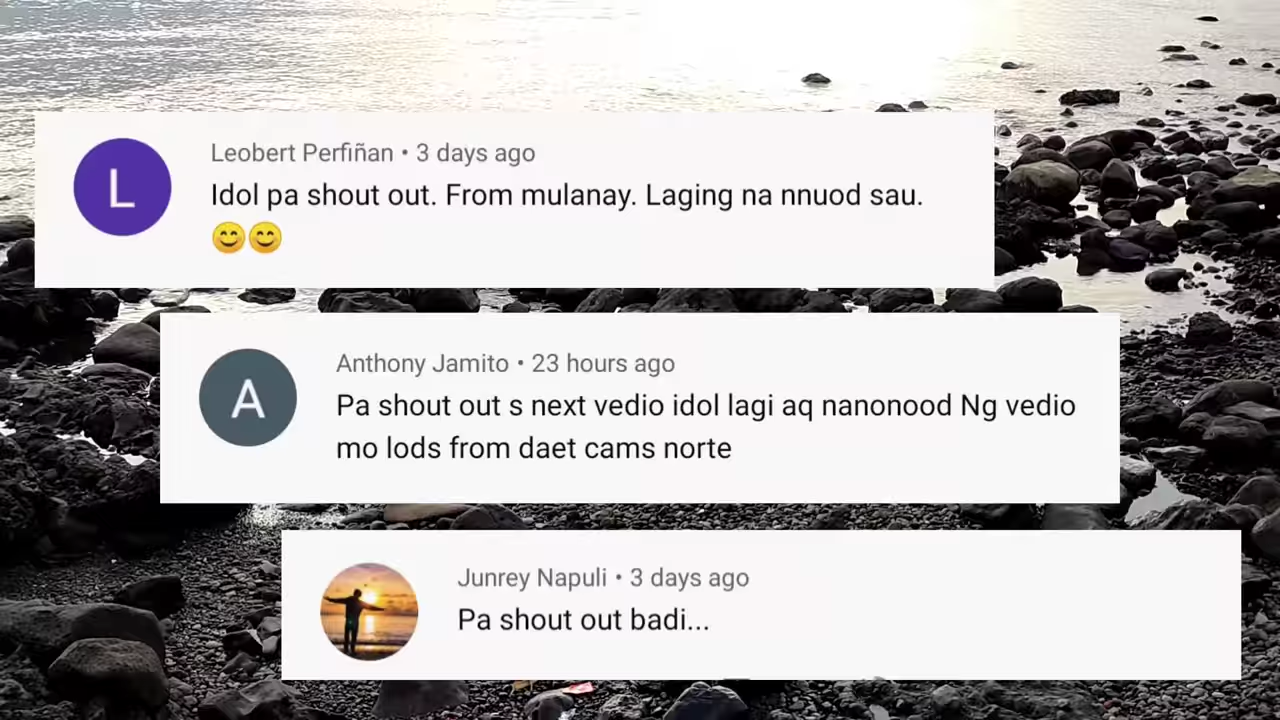 Leobert Perfiñan • 3 days ago
Idol pa shout out. From mulanay. Laging na nnuod sau.
😊😊
Anthony Jamito • 23 hours ago
Pa shout out s next vedio idol lagi aq nanonood Ng vedio
mo lods from daet cams norte
Junrey Napuli • 3 days ago
Pa shout out badi...
L
A